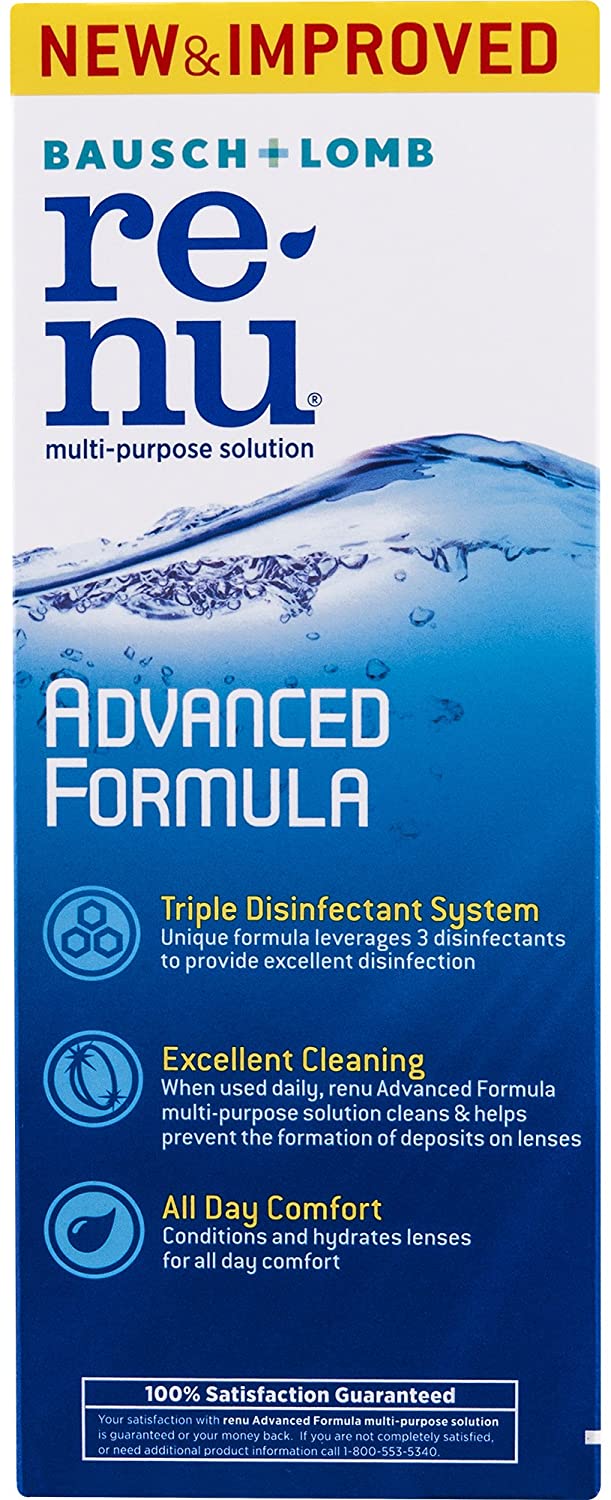 NEW & IMPROVED
BAUSCH + LOMB
re-
nu®
multi-purpose solution
ADVANCED
FORMULA
Triple Disinfectant System
Unique formula leverages 3 disinfectants
to provide excellent disinfection
Excellent Cleaning
When used daily, renu Advanced Formula
multi-purpose solution cleans & helps
prevent the formation of deposits on lenses
All Day Comfort
Conditions and hydrates lenses
for all day comfort
100% Satisfaction Guaranteed
Your satisfaction with renu Advanced Formula multi-purpose solution
is guaranteed or your money back. If you are not completely satisfied,
or need additional product information call 1-800-553-5340.